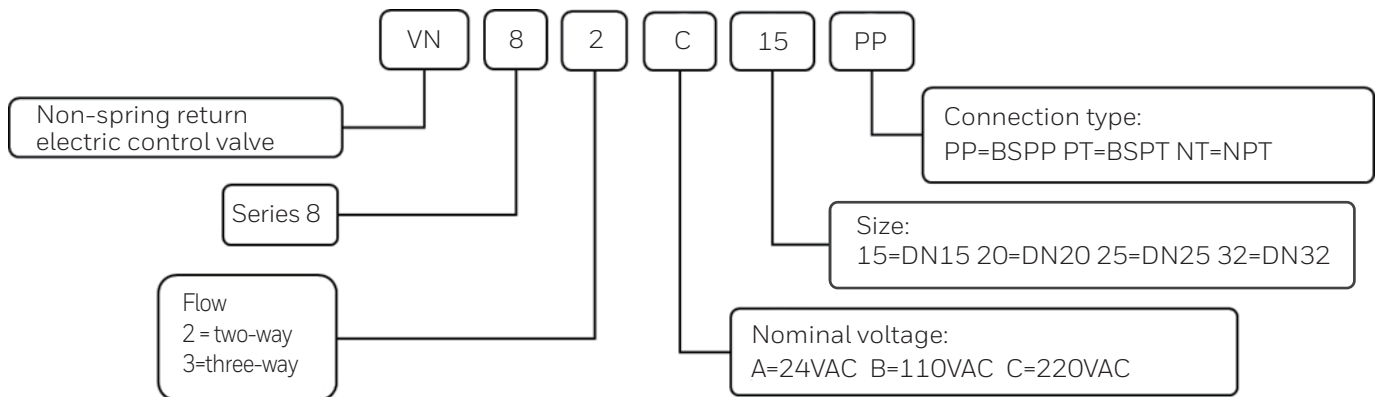 VN 8 2 C 15 PP
Non-spring return
electric control valve
Connection type:
PP=BSPP PT=BSPT NT=NPT
Series 8
Size:
15=DN15 20=DN20 25=DN25 32=DN32
Flow
2 = two-way
3=three-way
Nominal voltage:
A=24VAC B=110VAC C=220VAC